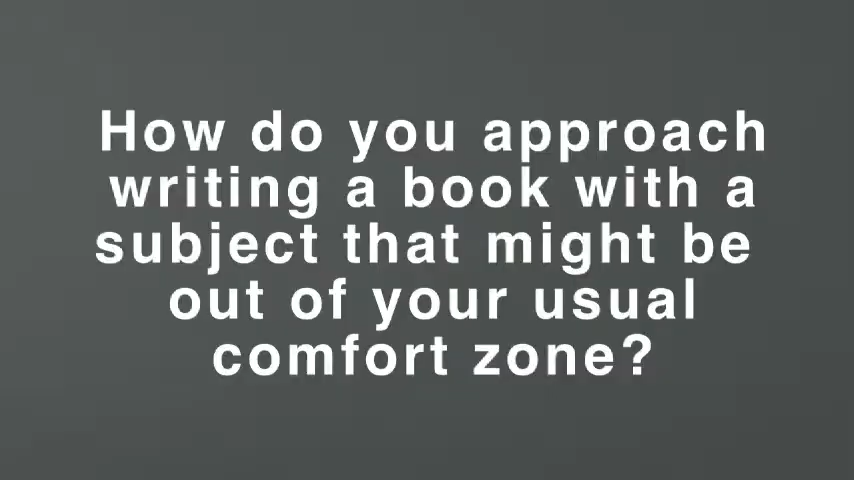 How do you approach
writing a book with a
subject that might be
out of your usual
comfort zone?